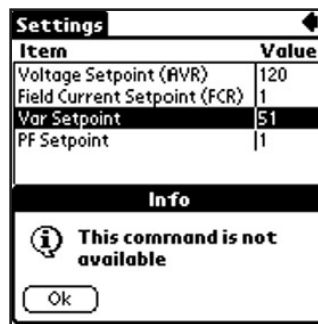 Settings
Item Value
Voltage Setpoint (AVR) 120
Field Current Setpoint (FCR) 1
Var Setpoint 51
PF Setpoint 1
Info
This command is not
available
Ok